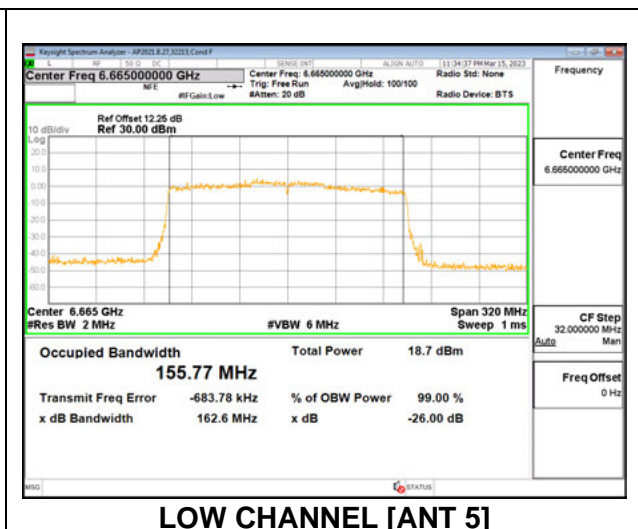 Keysight Spectrum Analyzer - AP2021.8.27,32213,Cond F
L RF 50 Ω DC SENSE:INT ALIGN AUTO 11:34:37 PM Mar 15, 2023
Center Freq 6.665000000 GHz
Center Freq: 6.665000000 GHz
Radio Std: None
Frequency
NFE
Trig: Free Run Avg|Hold: 100/100
#IFGain:Low
#Atten: 20 dB
Radio Device: BTS
Ref Offset 12.25 dB
10 dB/div Ref 30.00 dBm
Log
20.0
10.0
0.00
-10.0
-20.0
-30.0
-40.0
-50.0
-60.0
Center Freq
6.665000000 GHz
Center 6.665 GHz
Span 320 MHz
#Res BW 2 MHz
#VBW 6 MHz
Sweep 1 ms
CF Step
32.000000 MHz
Auto Man
Occupied Bandwidth
Total Power 18.7 dBm
155.77 MHz
Freq Offset
0 Hz
Transmit Freq Error -683.78 kHz
% of OBW Power 99.00 %
x dB Bandwidth 162.6 MHz
x dB -26.00 dB
MSG
STATUS
LOW CHANNEL [ANT 5]